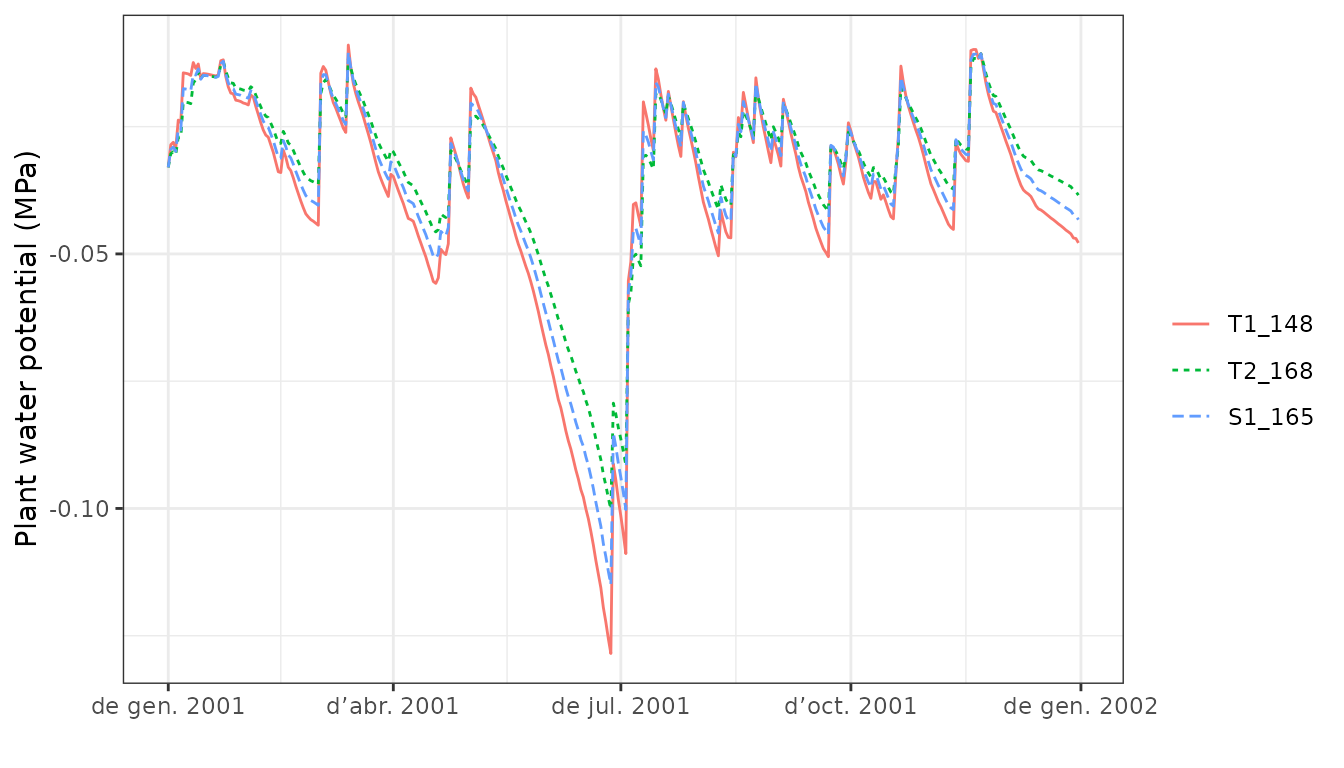 Plant water potential (MPa)
-0.05
-0.10
de gen. 2001
d’abr. 2001
de jul. 2001
d’oct. 2001
de gen. 2002
T1_148
T2_168
S1_165